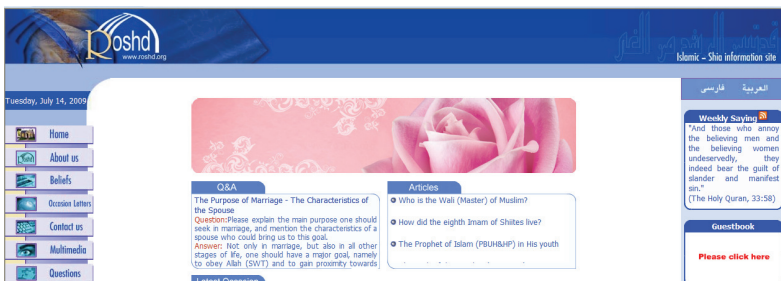 Roshd
www.roshd.org
Islamic - Shia information site
العربية فارسی
Tuesday, July 14, 2009
Home
About us
Beliefs
Occasion Letters
Contact us
Multimedia
Questions
Q&A
The Purpose of Marriage - The Characteristics of
the Spouse
Question:Please explain the main purpose one should
seek in marriage, and mention the characteristics of a
spouse who could bring us to this goal.
Answer: Not only in marriage, but also in all other
stages of life, one should have a major goal, namely
to obey Allah (SWT) and to gain proximity towards
Latest Occasion
Articles
Who is the Wali (Master) of Muslim?
How did the eighth Imam of Shiites live?
The Prophet of Islam (PBUH&HP) in His youth
Weekly Saying
"And those who annoy
the believing men and
the believing women
undeservedly, they
indeed bear the guilt of
slander and manifest
sin."
(The Holy Quran, 33:58)
Guestbook
Please click here